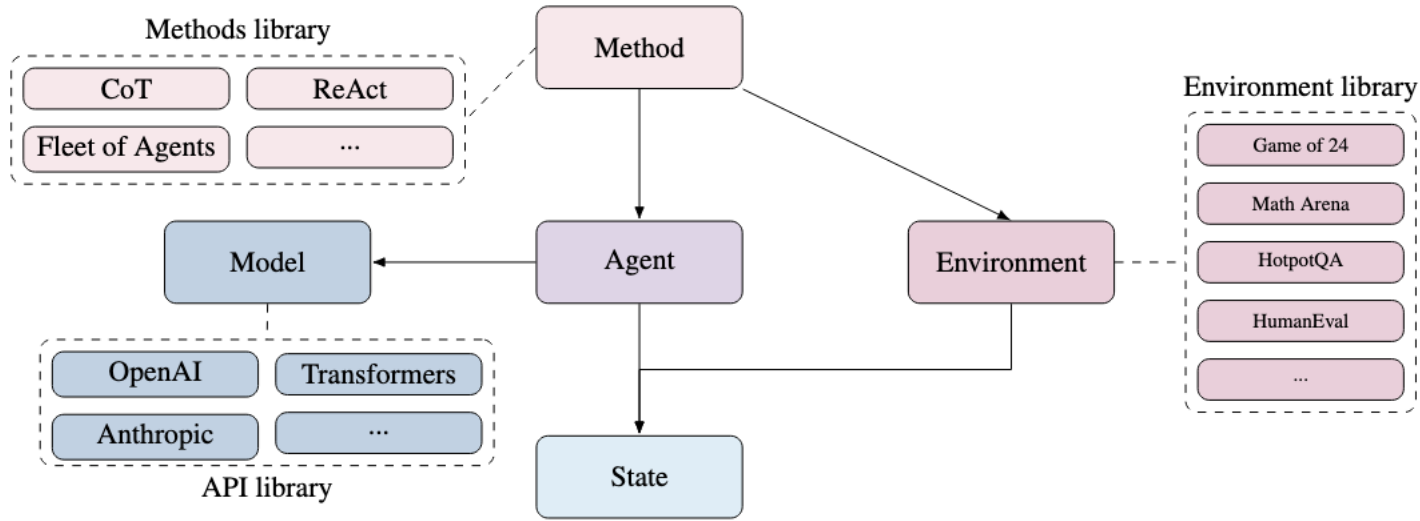 Methods library
CoT
ReAct
Fleet of Agents
...
Method
Environment library
Game of 24
Math Arena
HotpotQA
HumanEval
...
Model
Agent
Environment
OpenAI
Transformers
Anthropic
...
API library
State